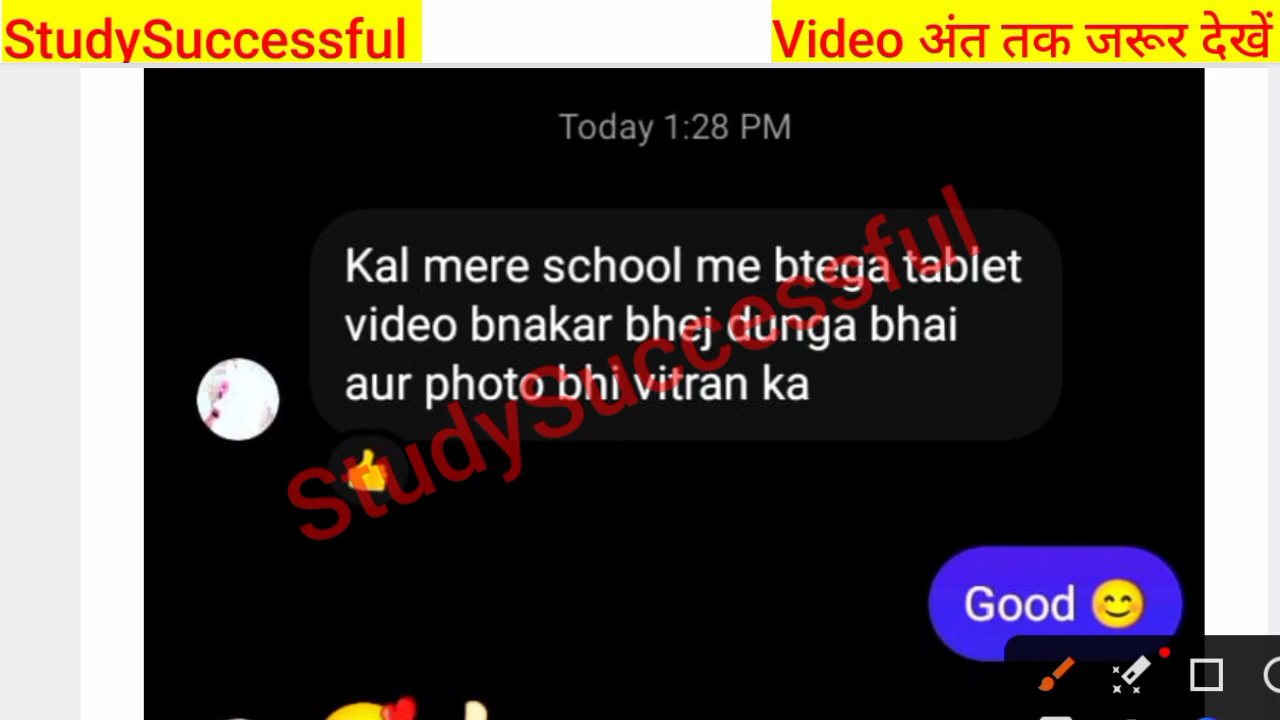 StudySuccessful
Video अंत तक जरूर देखें
Today 1:28 PM
Kal mere school me btega tablet
video bnakar bhej dunga bhai
aur photo bhi vitran ka
StudySuccessful
Good 😊